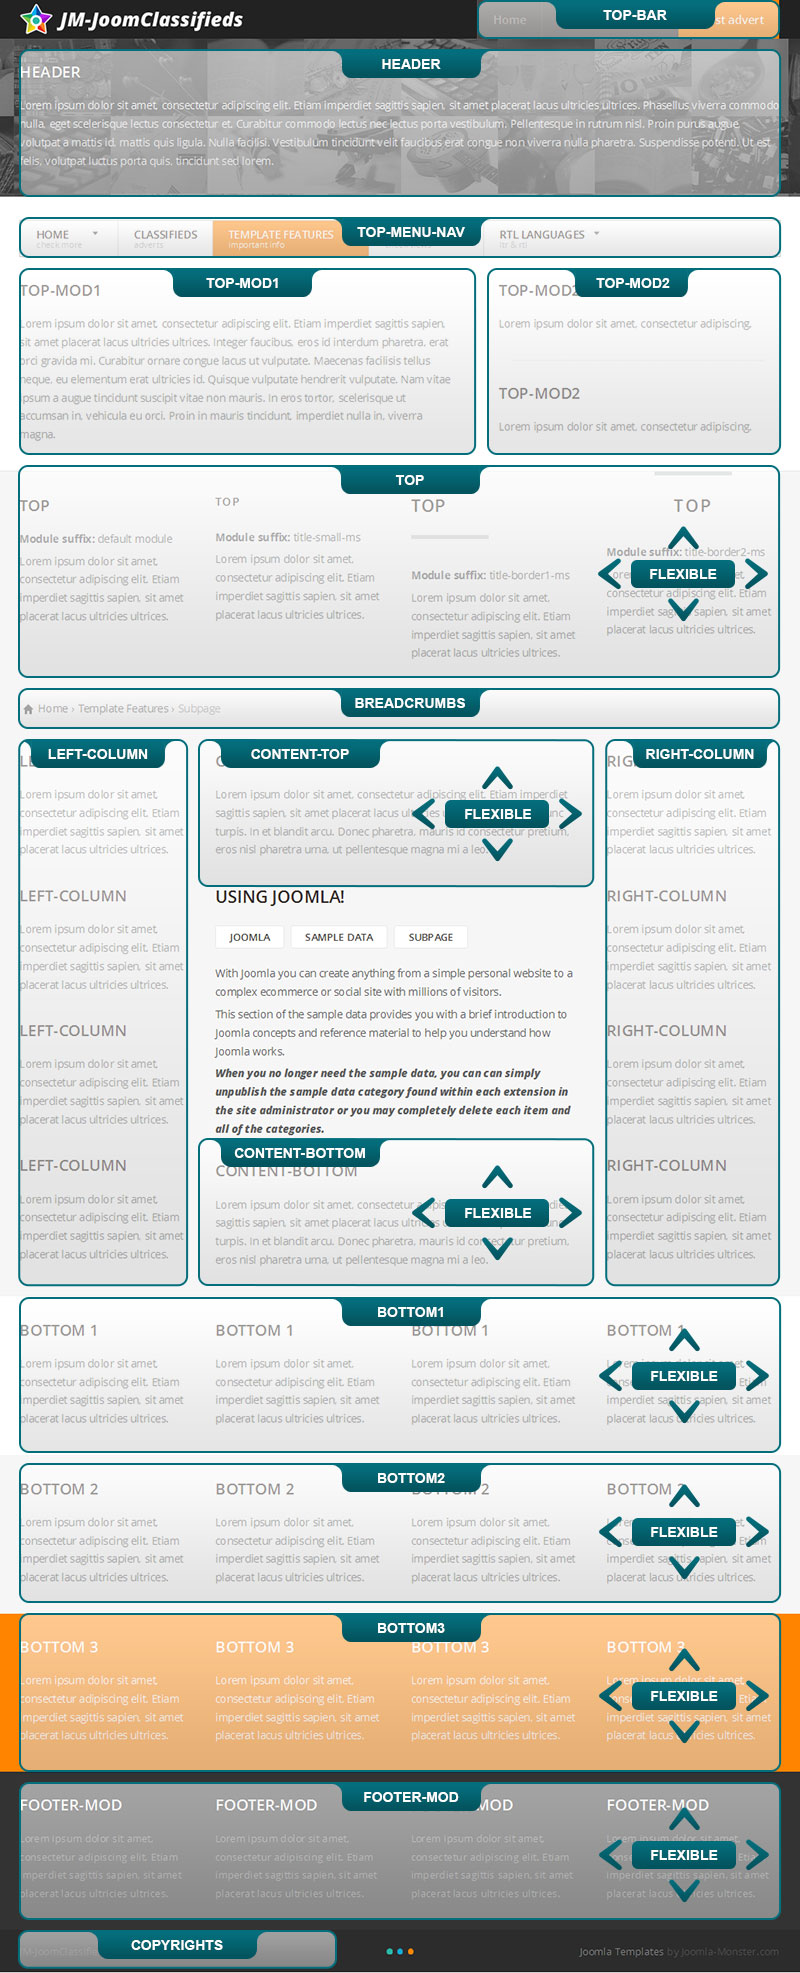 JM-JoomClassifieds
Home
TOP-BAR
st advert
HEADER
HEADER
Lorem ipsum dolor sit amet, consectetur adipiscing elit. Etiam imperdiet sagittis sapien, sit amet placerat lacus ultricies ultrices. Phasellus viverra commodo
nulla, eget scelerisque lectus consectetur et. Curabitur commodo lectus nec lectus porta vestibulum. Pellentesque in rutrum nisl. Proin purus augue,
volutpat a mattis id, mattis quis ligula. Nulla facilisi. Vestibulum tincidunt velit faucibus erat congue non viverra nulla pharetra. Suspendisse potenti. Ut est
felis, volutpat luctus porta quis, tincidunt sed lorem.
HOME
check more
CLASSIFIEDS
adverts
TEMPLATE FEATURES
important info
TOP-MENU-NAV
RTL LANGUAGES
ltr & rtl
TOP-MOD1
TOP-MOD1
Lorem ipsum dolor sit amet, consectetur adipiscing elit. Etiam imperdiet sagittis sapien,
sit amet placerat lacus ultricies ultrices. Integer faucibus, eros id interdum pharetra, erat
orci gravida mi. Curabitur ornare congue lacus ut vulputate. Maecenas facilisis tellus
neque, eu elementum erat ultricies id. Quisque vulputate hendrerit vulputate. Nam vitae
ipsum a augue tincidunt suscipit vitae non mauris. In eros tortor, scelerisque ut
accumsan in, vehicula eu orci. Proin in mauris tincidunt, imperdiet nulla in, viverra
magna.
TOP-MOD2
TOP-MOD2
Lorem ipsum dolor sit amet, consectetur adipiscing.
TOP-MOD2
Lorem ipsum dolor sit amet, consectetur adipiscing.
TOP
TOP
Module suffix: default module
Lorem ipsum dolor sit amet,
consectetur adipiscing elit. Etiam
imperdiet sagittis sapien, sit amet
placerat lacus ultricies ultrices.
TOP
Module suffix: title-small-ms
Lorem ipsum dolor sit amet,
consectetur adipiscing elit. Etiam
imperdiet sagittis sapien, sit amet
placerat lacus ultricies ultrices.
TOP
Module suffix: title-border1-ms
Lorem ipsum dolor sit amet,
consectetur adipiscing elit. Etiam
imperdiet sagittis sapien, sit amet
placerat lacus ultricies ultrices.
TOP
Module suffix: title-border2-ms
FLEXIBLE
consectetur adipiscing elit. Etiam
imperdiet sagittis sapien, sit amet
placerat lacus ultricies ultrices.
BREADCRUMBS
Home › Template Features › Subpage
LEFT-COLUMN
Lorem ipsum dolor sit amet,
consectetur adipiscing elit. Etiam
imperdiet sagittis sapien, sit amet
placerat lacus ultricies ultrices.
LEFT-COLUMN
Lorem ipsum dolor sit amet,
consectetur adipiscing elit. Etiam
imperdiet sagittis sapien, sit amet
placerat lacus ultricies ultrices.
LEFT-COLUMN
Lorem ipsum dolor sit amet,
consectetur adipiscing elit. Etiam
imperdiet sagittis sapien, sit amet
placerat lacus ultricies ultrices.
LEFT-COLUMN
Lorem ipsum dolor sit amet,
consectetur adipiscing elit. Etiam
imperdiet sagittis sapien, sit amet
placerat lacus ultricies ultrices.
CONTENT-TOP
Lorem ipsum dolor sit amet, consectetur adipiscing elit. Etiam imperdiet
sagittis sapien, sit amet placerat lacus
FLEXIBLE
turpis. In et blandit arcu. Donec pharetra, mauris id consectetur pretium,
eros nisl pharetra urna, ut pellentesque magna mi a leo.
USING JOOMLA!
JOOMLA
SAMPLE DATA
SUBPAGE
With Joomla you can create anything from a simple personal website to a
complex ecommerce or social site with millions of visitors.
This section of the sample data provides you with a brief introduction to
Joomla concepts and reference material to help you understand how
Joomla works.
When you no longer need the sample data, you can can simply
unpublish the sample data category found within each extension in
the site administrator or you may completely delete each item and
all of the categories.
CONTENT-BOTTOM
CONTENT-BOTTOM
Lorem ipsum dolor sit amet, consectetur
sagittis sapien, sit amet placerat lacus
FLEXIBLE
turpis. In et blandit arcu. Donec pharetra, mauris id consectetur pretium,
eros nisl pharetra urna, ut pellentesque magna mi a leo.
RIGHT-COLUMN
Lorem ipsum dolor sit amet,
consectetur adipiscing elit. Etiam
imperdiet sagittis sapien, sit amet
placerat lacus ultricies ultrices.
RIGHT-COLUMN
Lorem ipsum dolor sit amet,
consectetur adipiscing elit. Etiam
imperdiet sagittis sapien, sit amet
placerat lacus ultricies ultrices.
RIGHT-COLUMN
Lorem ipsum dolor sit amet,
consectetur adipiscing elit. Etiam
imperdiet sagittis sapien, sit amet
placerat lacus ultricies ultrices.
RIGHT-COLUMN
Lorem ipsum dolor sit amet,
consectetur adipiscing elit. Etiam
imperdiet sagittis sapien, sit amet
placerat lacus ultricies ultrices.
BOTTOM1
BOTTOM 1
Lorem ipsum dolor sit amet,
consectetur adipiscing elit. Etiam
imperdiet sagittis sapien, sit amet
placerat lacus ultricies ultrices.
BOTTOM 1
Lorem ipsum dolor sit amet,
consectetur adipiscing elit. Etiam
imperdiet sagittis sapien, sit amet
placerat lacus ultricies ultrices.
BOTTOM 1
Lorem ipsum dolor sit amet,
consectetur adipiscing elit. Etiam
imperdiet sagittis sapien, sit amet
placerat lacus ultricies ultrices.
BOTTOM 1
FLEXIBLE
imperdiet sagittis sapien, sit amet
placerat lacus ultricies ultrices.
BOTTOM2
BOTTOM 2
Lorem ipsum dolor sit amet,
consectetur adipiscing elit. Etiam
imperdiet sagittis sapien, sit amet
placerat lacus ultricies ultrices.
BOTTOM 2
Lorem ipsum dolor sit amet,
consectetur adipiscing elit. Etiam
imperdiet sagittis sapien, sit amet
placerat lacus ultricies ultrices.
BOTTOM 2
Lorem ipsum dolor sit amet,
consectetur adipiscing elit. Etiam
imperdiet sagittis sapien, sit amet
placerat lacus ultricies ultrices.
BOTTOM 2
FLEXIBLE
imperdiet sagittis sapien, sit amet
placerat lacus ultricies ultrices.
BOTTOM3
BOTTOM 3
Lorem ipsum dolor sit amet,
consectetur adipiscing elit. Etiam
imperdiet sagittis sapien, sit amet
placerat lacus ultricies ultrices.
BOTTOM 3
Lorem ipsum dolor sit amet,
consectetur adipiscing elit. Etiam
imperdiet sagittis sapien, sit amet
placerat lacus ultricies ultrices.
BOTTOM 3
Lorem ipsum dolor sit amet,
consectetur adipiscing elit. Etiam
imperdiet sagittis sapien, sit amet
placerat lacus ultricies ultrices.
BOTTOM 3
FLEXIBLE
imperdiet sagittis sapien, sit amet
placerat lacus ultricies ultrices.
FOOTER-MOD
FOOTER-MOD
Lorem ipsum dolor sit amet,
consectetur adipiscing elit. Etiam
imperdiet sagittis sapien, sit amet
placerat lacus ultricies ultrices.
FOOTER-MOD
Lorem ipsum dolor sit amet,
consectetur adipiscing elit. Etiam
imperdiet sagittis sapien, sit amet
placerat lacus ultricies ultrices.
MOD
Lorem ipsum dolor sit amet,
consectetur adipiscing elit. Etiam
imperdiet sagittis sapien, sit amet
placerat lacus ultricies ultrices.
FOOTER-MOD
FLEXIBLE
imperdiet sagittis sapien, sit amet
placerat lacus ultricies ultrices.
COPYRIGHTS
Joomla Templates by Joomla-Monster.com